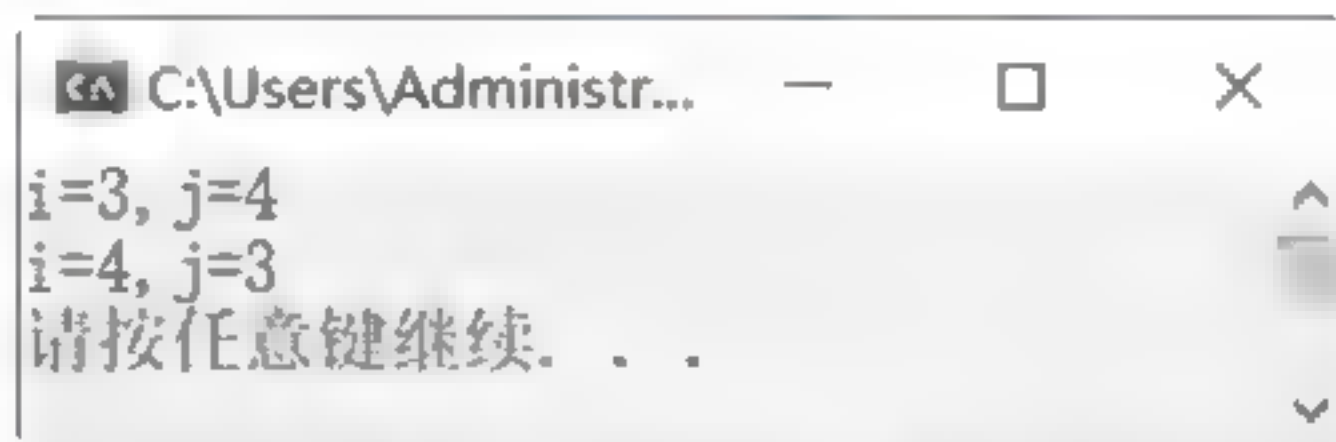 C:\Users\Administr...
i=3, j=4
i=4, j=3
请按任意键继续. . .